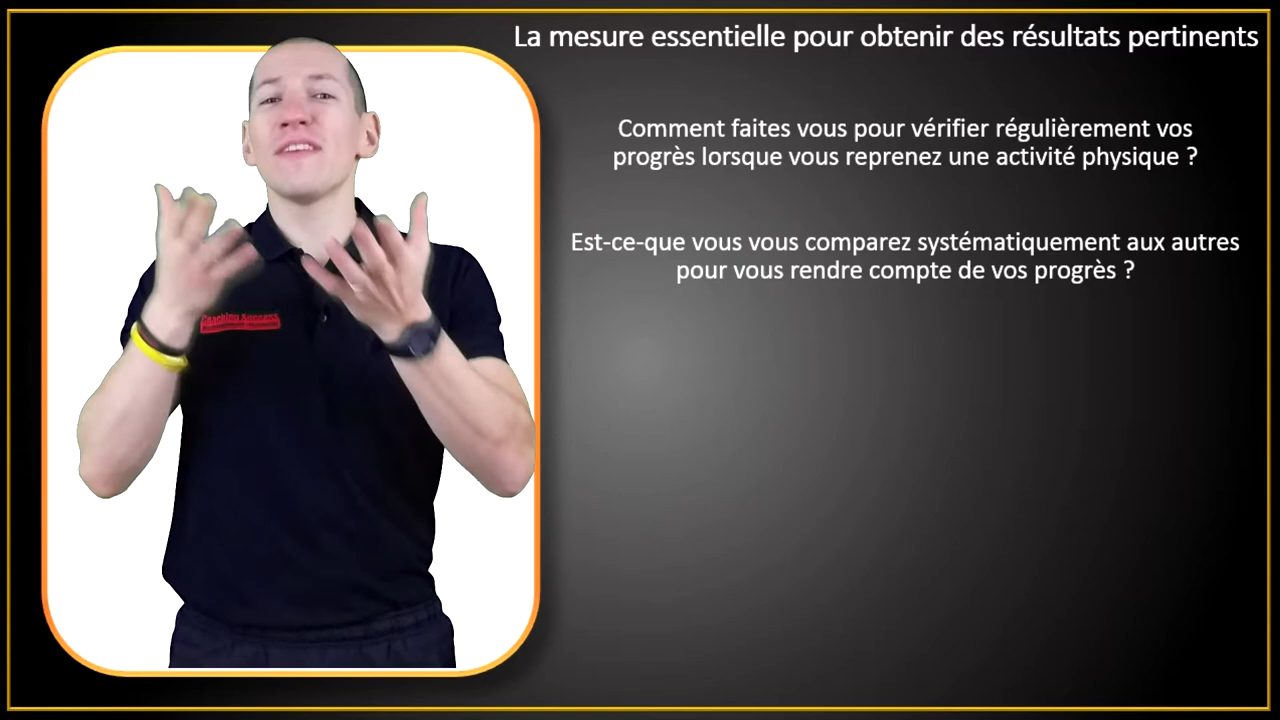 La mesure essentielle pour obtenir des résultats pertinents
Comment faites vous pour vérifier régulièrement vos
progrès lorsque vous reprenez une activité physique ?
Est-ce-que vous vous comparez systématiquement aux autres
pour vous rendre compte de vos progrès ?